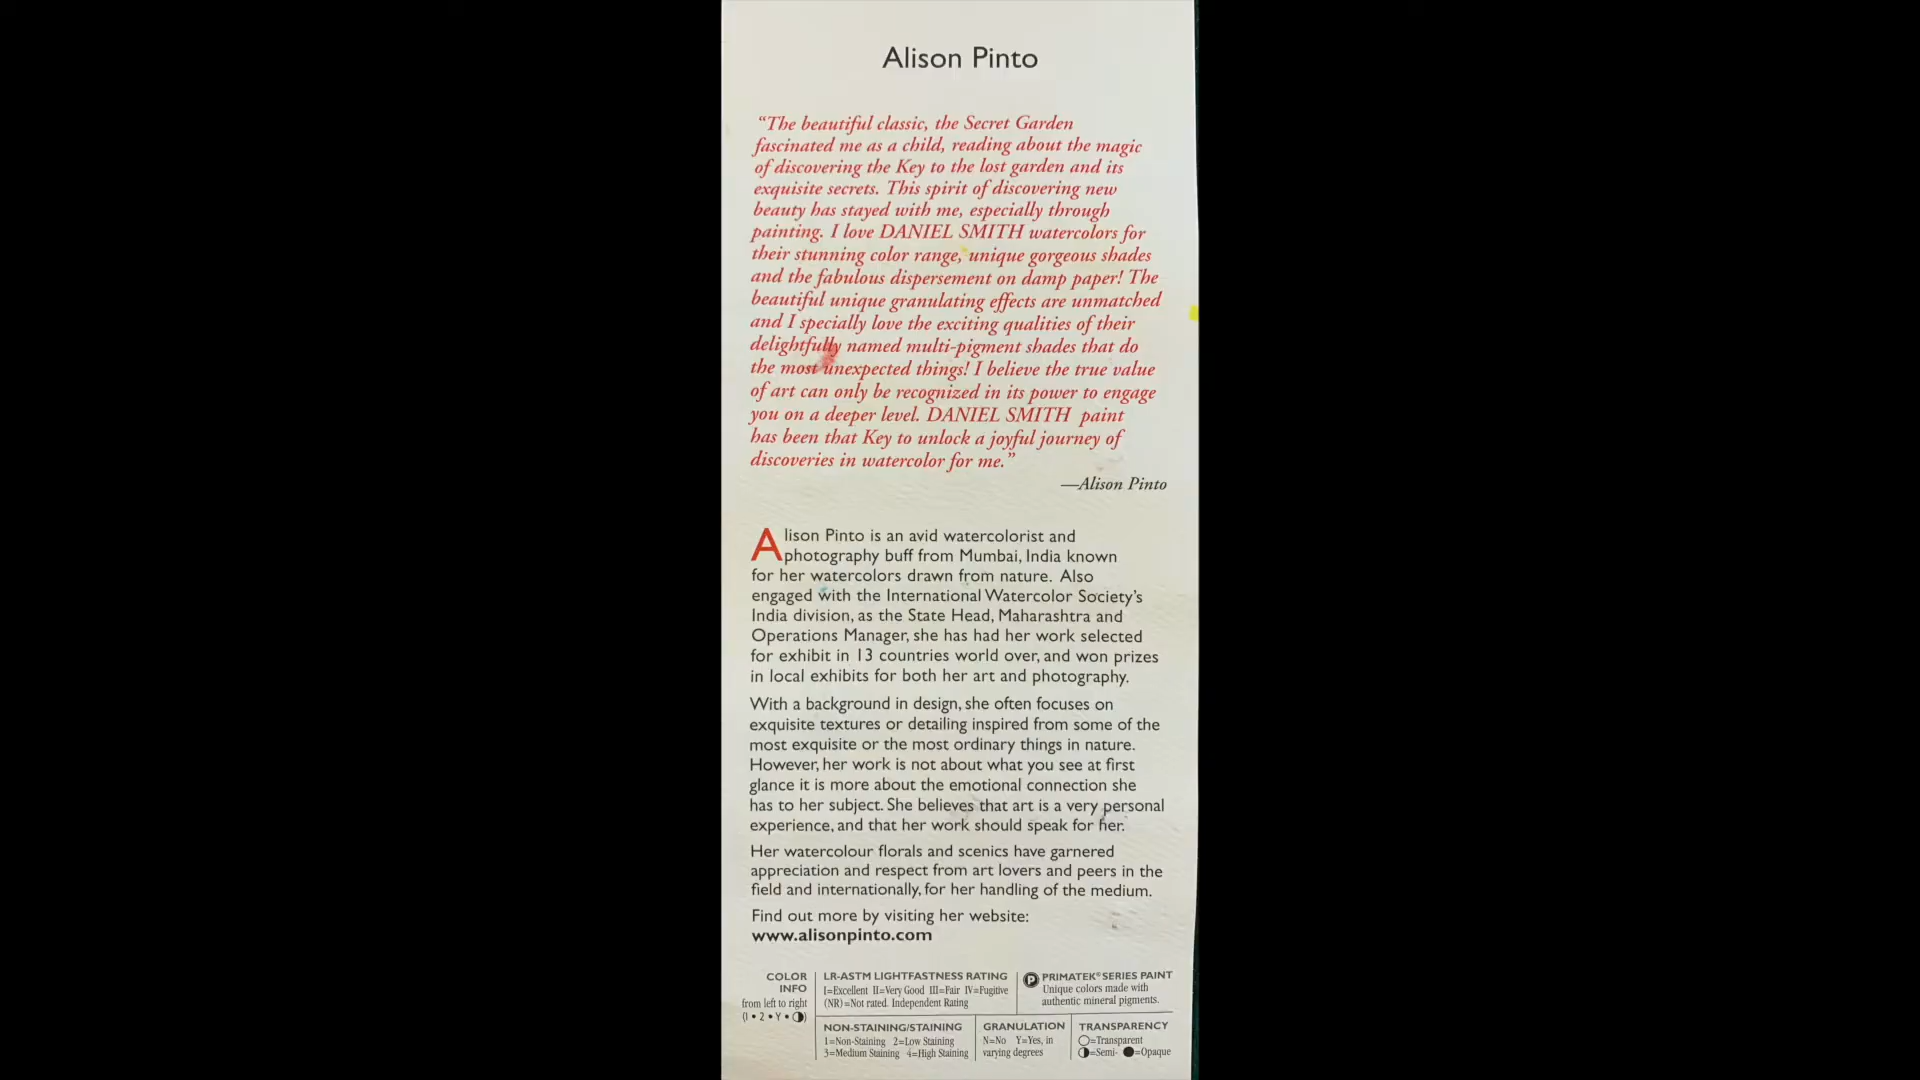 Alison Pinto
“The beautiful classic, the Secret Garden
fascinated me as a child, reading about the magic
of discovering the Key to the lost garden and its
exquisite secrets. This spirit of discovering new
beauty has stayed with me, especially through
painting. I love DANIEL SMITH watercolors for
their stunning color range, unique gorgeous shades
and the fabulous dispersement on damp paper! The
beautiful unique granulating effects are unmatched
and I specially love the exciting qualities of their
delightfully named multi-pigment shades that do
the most unexpected things! I believe the true value
of art can only be recognized in its power to engage
you on a deeper level. DANIEL SMITH paint
has been that Key to unlock a joyful journey of
discoveries in watercolor for me.”
—Alison Pinto
Alison Pinto is an avid watercolorist and
photography buff from Mumbai, India known
for her watercolors drawn from nature. Also
engaged with the International Watercolor Society’s
India division, as the State Head, Maharashtra and
Operations Manager, she has had her work selected
for exhibit in 13 countries world over, and won prizes
in local exhibits for both her art and photography.
With a background in design, she often focuses on
exquisite textures or detailing inspired from some of the
most exquisite or the most ordinary things in nature.
However, her work is not about what you see at first
glance it is more about the emotional connection she
has to her subject. She believes that art is a very personal
experience, and that her work should speak for her.
Her watercolour florals and scenics have garnered
appreciation and respect from art lovers and peers in the
field and internationally, for her handling of the medium.
Find out more by visiting her website:
www.alisonpinto.com
COLOR
INFO
from left to right
(I • 2 • Y • ◑)
LR-ASTM LIGHTFASTNESS RATING
I=Excellent II=Very Good III=Fair IV=Fugitive
(NR)=Not rated. Independent Rating
Ⓟ PRIMATEK® SERIES PAINT
Unique colors made with
authentic mineral pigments.
NON-STAINING/STAINING
1=Non-Staining 2=Low Staining
3=Medium Staining 4=High Staining
GRANULATION
N=No Y=Yes, in
varying degrees
TRANSPARENCY
○=Transparent
◑=Semi- ●=Opaque